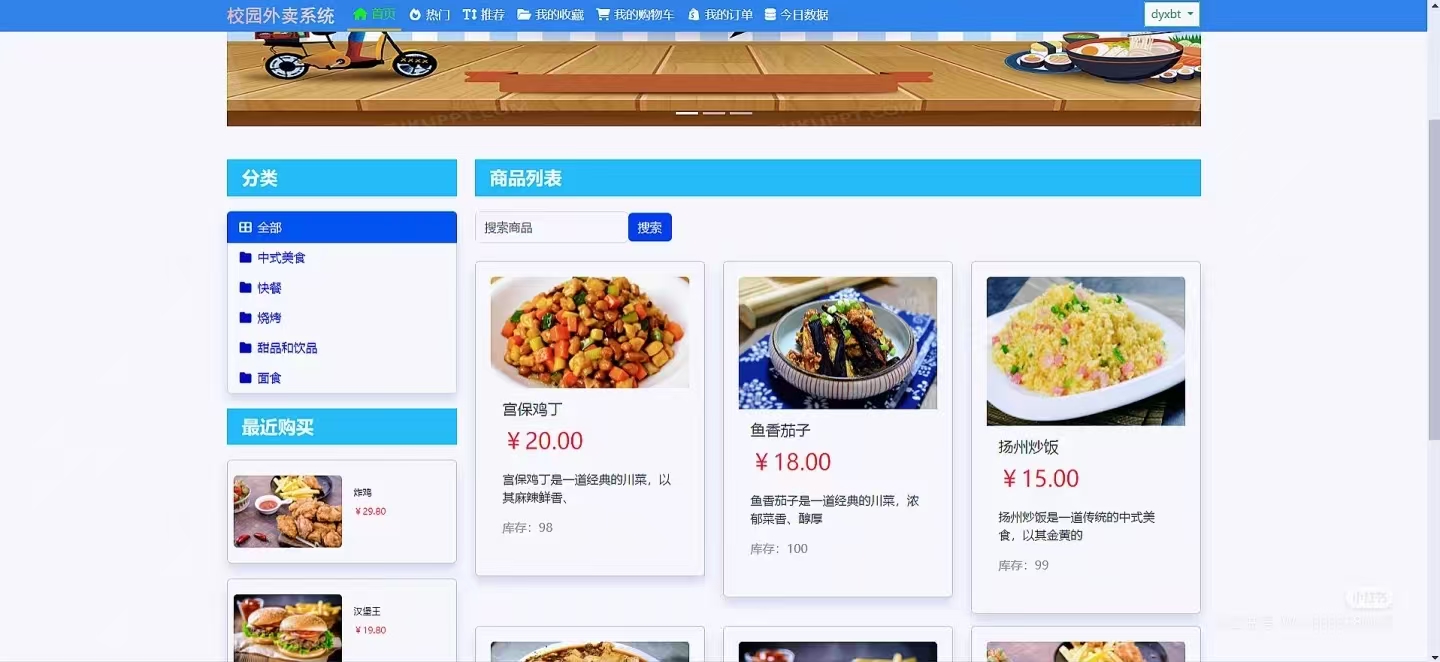 校园外卖系统 首页 热门 推荐 我的收藏 我的购物车 我的订单 今日数据 dyxbt
分类
全部
中式美食
快餐
烧烤
甜品和饮品
面食
最近购买
炸鸡
￥29.80
汉堡王
￥19.80
商品列表
搜索商品 搜索
宫保鸡丁
￥20.00
宫保鸡丁是一道经典的川菜，以
其麻辣鲜香、
库存：98
鱼香茄子
￥18.00
鱼香茄子是一道经典的川菜，浓
郁菜香、醇厚
库存：100
扬州炒饭
￥15.00
扬州炒饭是一道传统的中式美
食，以其金黄的
库存：99
小红书